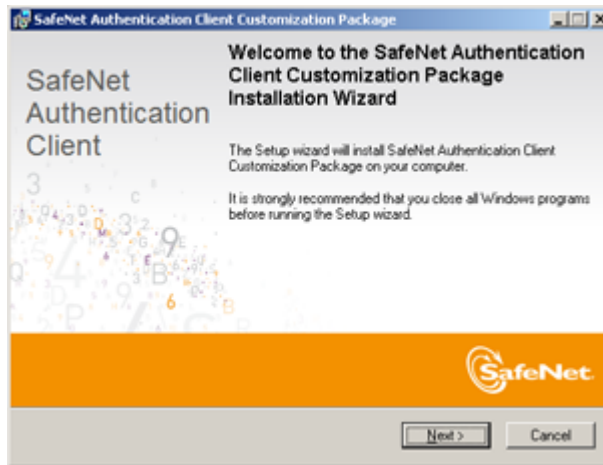 SafeNet Authentication Client Customization Package
SafeNet
Authentication
Client
Welcome to the SafeNet Authentication
Client Customization Package
Installation Wizard
The Setup wizard will install SafeNet Authentication Client
Customization Package on your computer.
It is strongly recommended that you close all Windows programs
before running the Setup wizard.
SafeNet.
Next >
Cancel